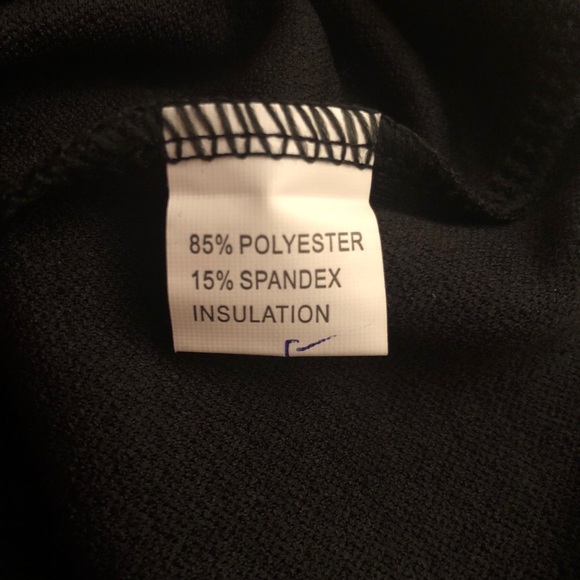 85% POLYESTER
15% SPANDEX
INSULATION